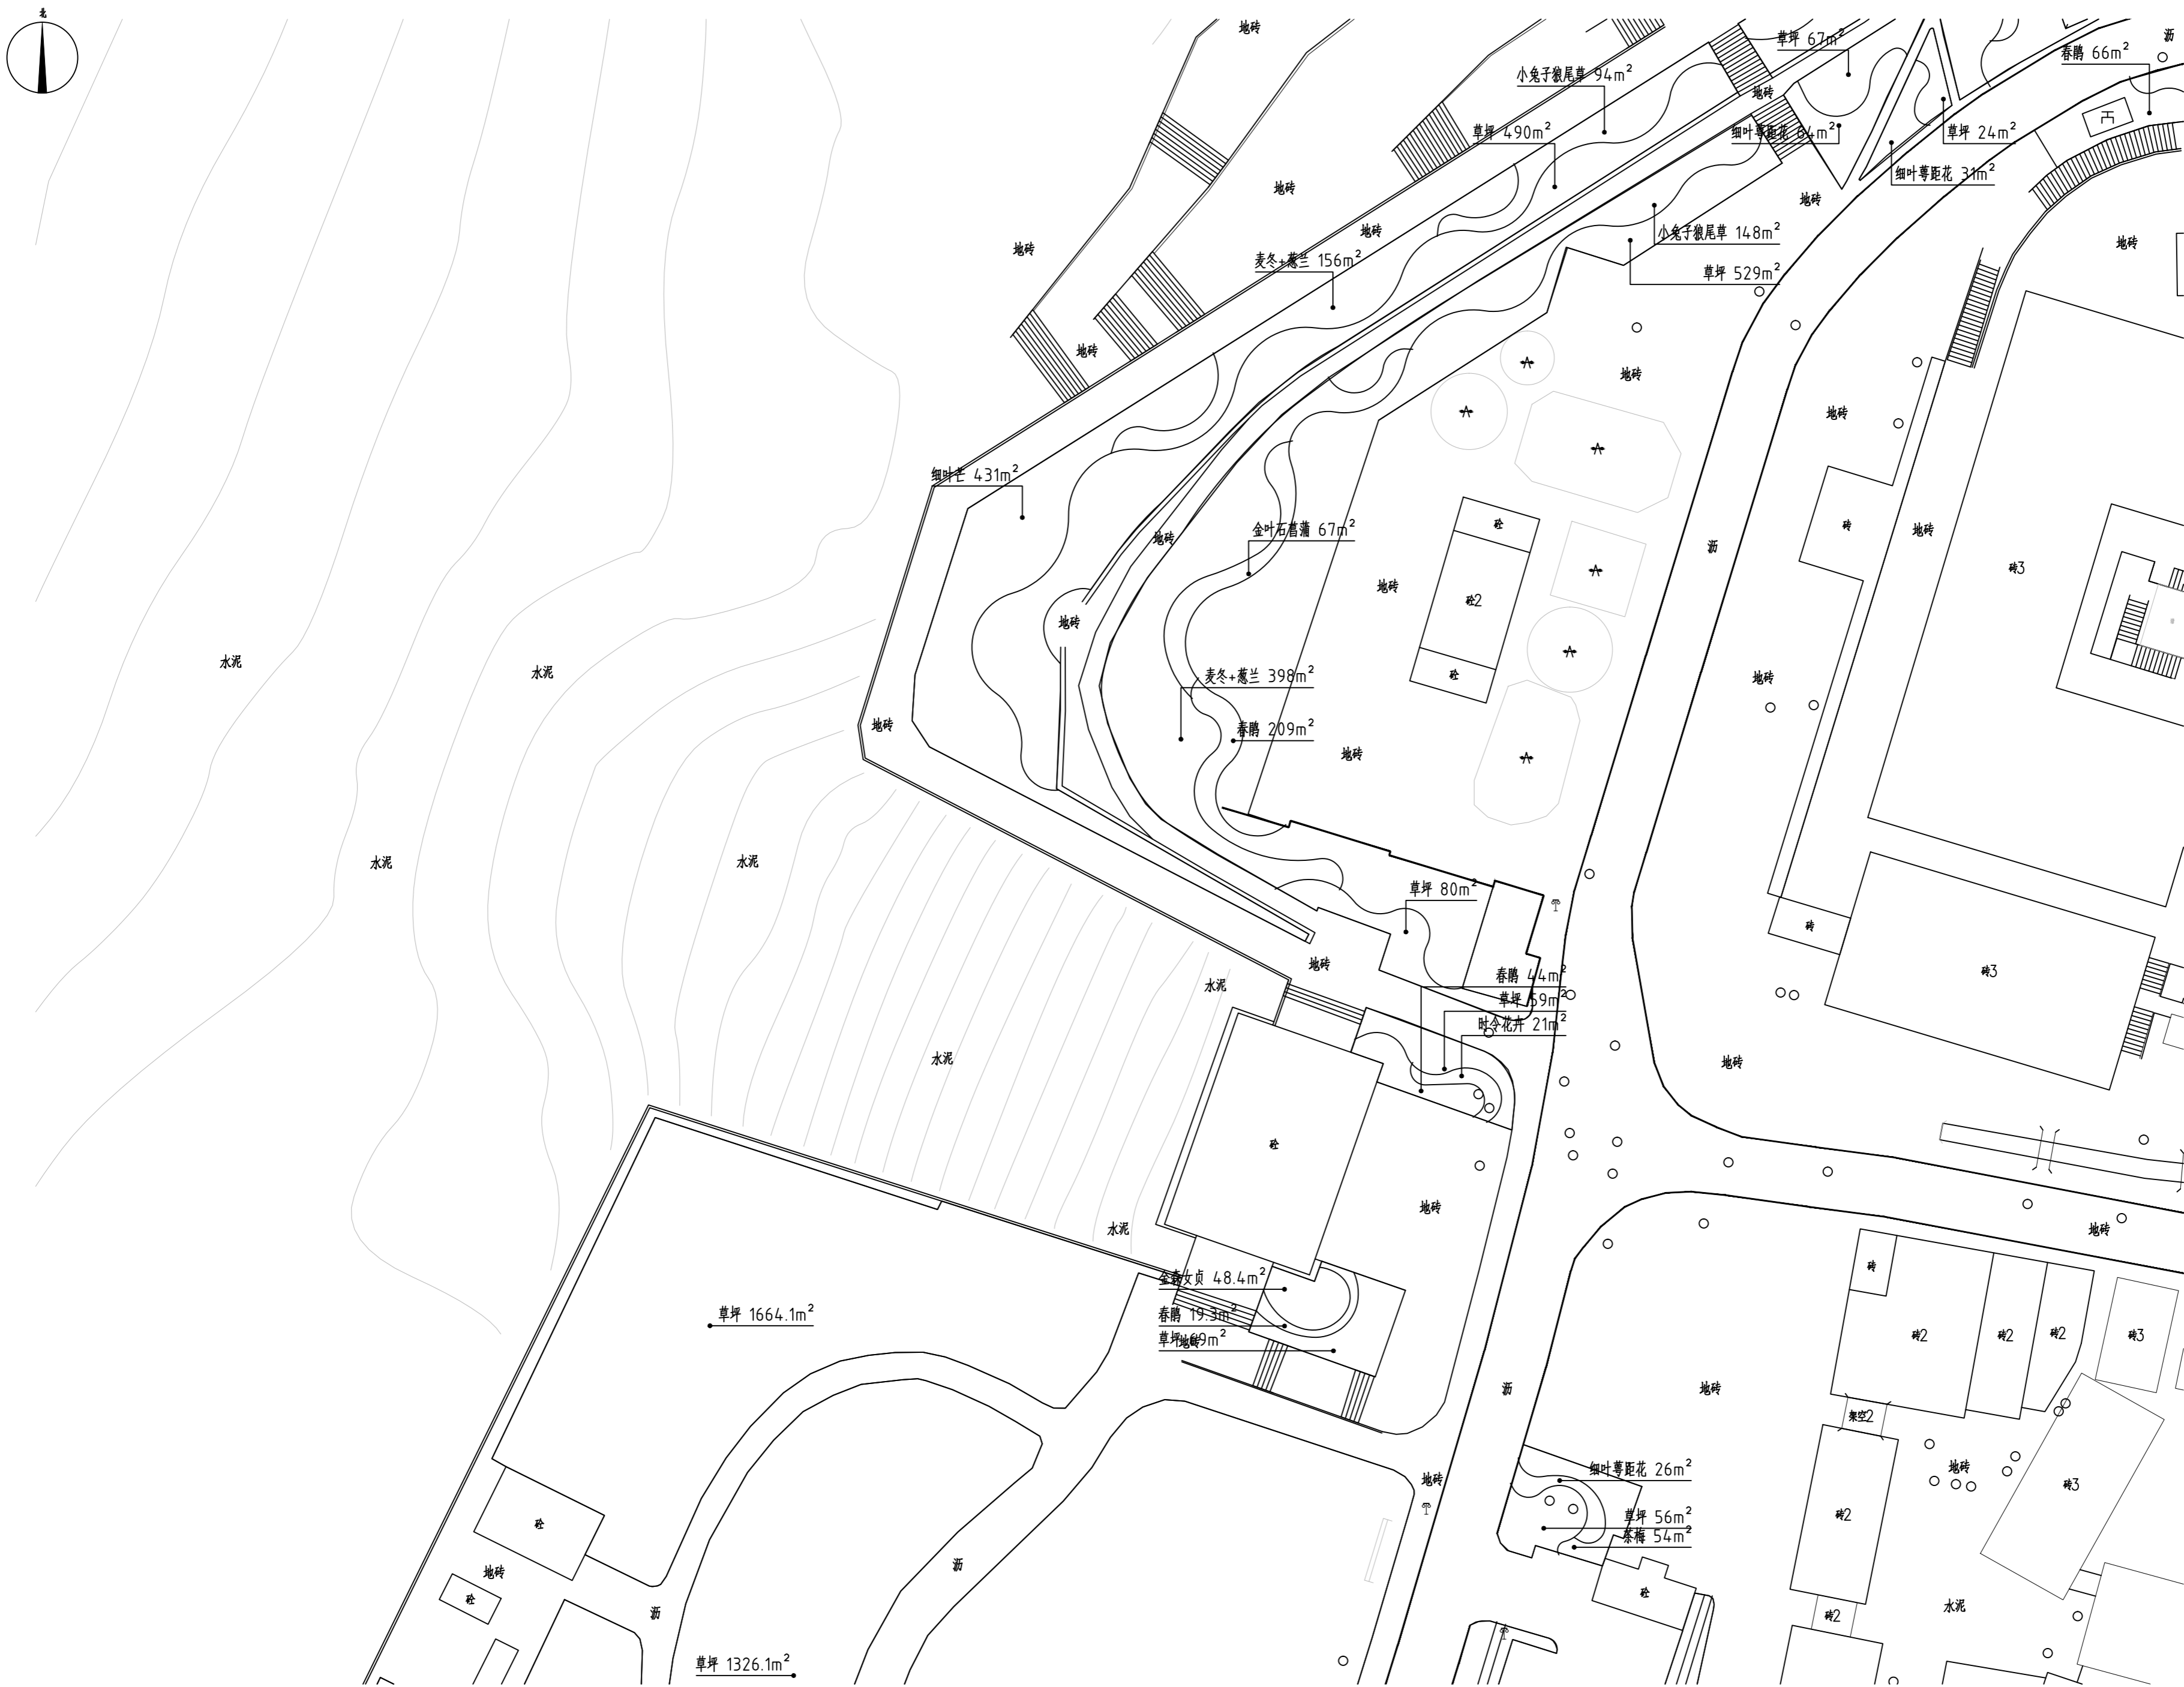 北
地砖
沥
草坪 67m²
春鹃 66m²
小兔子狼尾草 94m²
地砖
草坪 490m²
细叶萼距花 64m²
草坪 24m²
细叶萼距花 31m²
地砖
地砖
地砖
小兔子狼尾草 148m²
地砖
地砖
麦冬+葱兰 156m²
草坪 529m²
地砖
地砖
地砖
细叶芒 431m²
金叶石菖蒲 67m²
地砖
砼
砖
地砖
沥
砖3
地砖
砼2
地砖
水泥
水泥
麦冬+葱兰 398m²
砼
地砖
地砖
春鹃 209m²
地砖
水泥
水泥
草坪 80m²
砖
地砖
水泥
春鹃 44m²
砖3
草坪 59m²
时令花卉 21m²
水泥
地砖
砼
地砖
水泥
地砖
砖
金森女贞 48.4m²
草坪 1664.1m²
春鹃 19.3m²
草坪 69m²
地砖
砖2
砖2
砖2
砖3
沥
地砖
架空2
细叶萼距花 26m²
地砖
地砖
砖3
草坪 56m²
茶梅 54m²
砖2
砼
沥
地砖
砼
砼
沥
水泥
砖2
草坪 1326.1m²